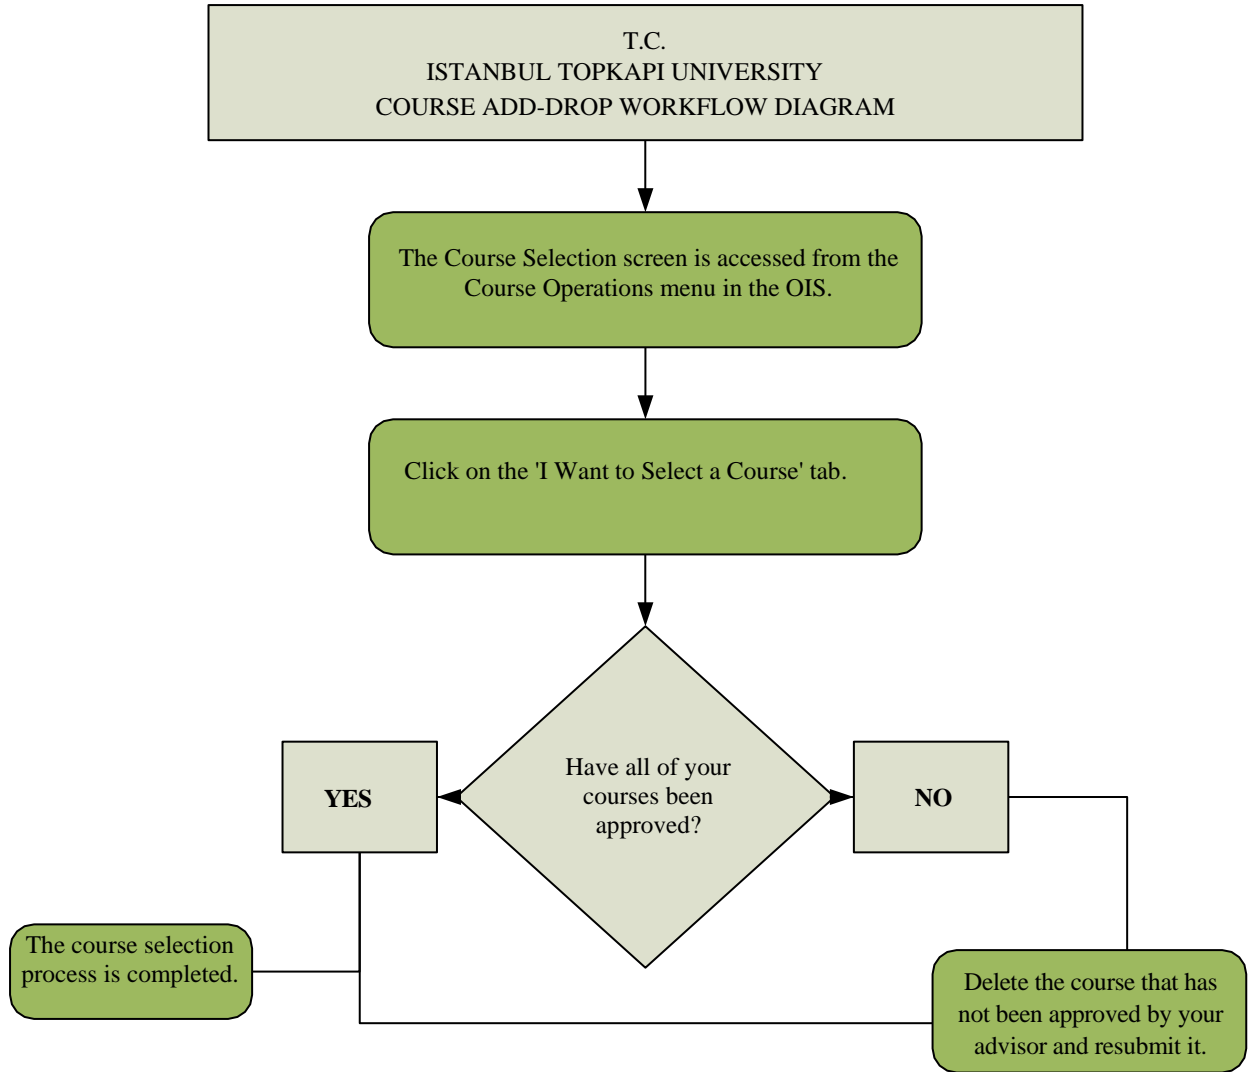 T.C.
ISTANBUL TOPKAPI UNIVERSITY
COURSE ADD-DROP WORKFLOW DIAGRAM
The Course Selection screen is accessed from the
Course Operations menu in the OIS.
Click on the 'I Want to Select a Course' tab.
Have all of your
courses been
approved?
YES
NO
The course selection
process is completed.
Delete the course that has
not been approved by your
advisor and resubmit it.